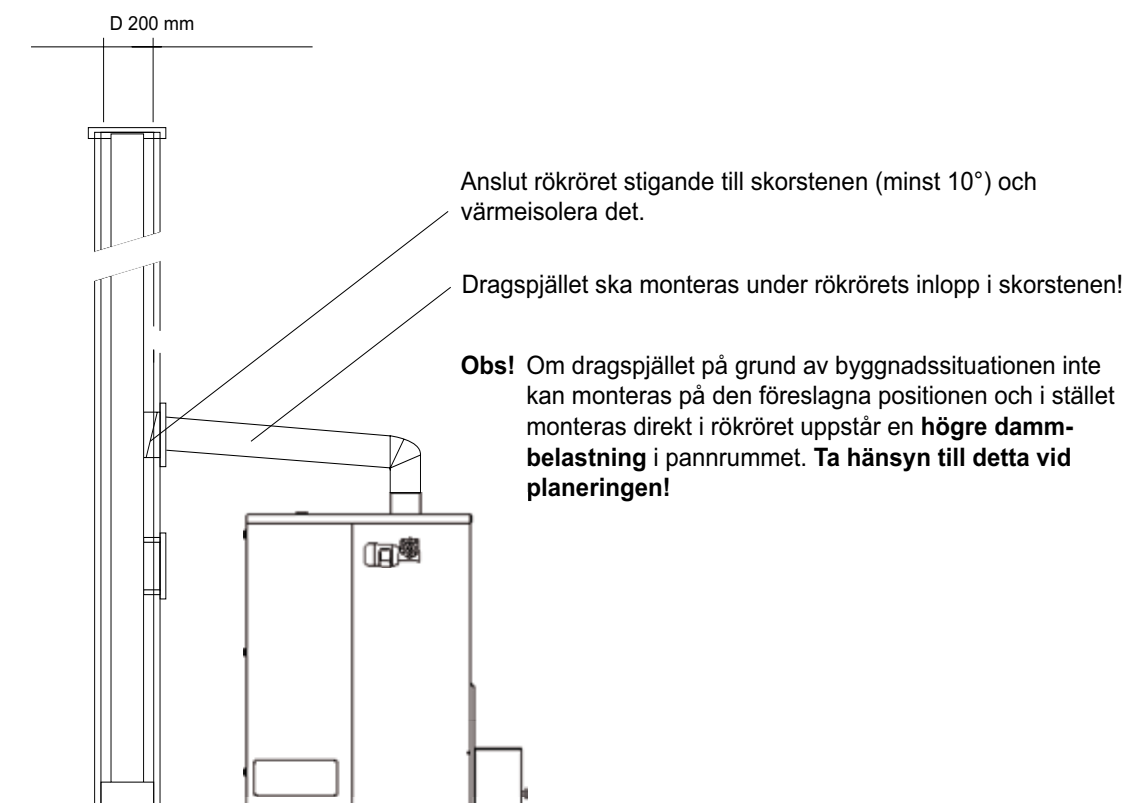 D 200 mm
Anslut rökröret stigande till skorstenen (minst 10°) och
värmeisolera det.
Dragspjället ska monteras under rökrörets inlopp i skorstenen!
Obs! Om dragspjället på grund av byggnadssituationen inte
kan monteras på den föreslagna positionen och i stället
monteras direkt i rökröret uppstår en högre damm-
belastning i pannrummet. Ta hänsyn till detta vid
planeringen!